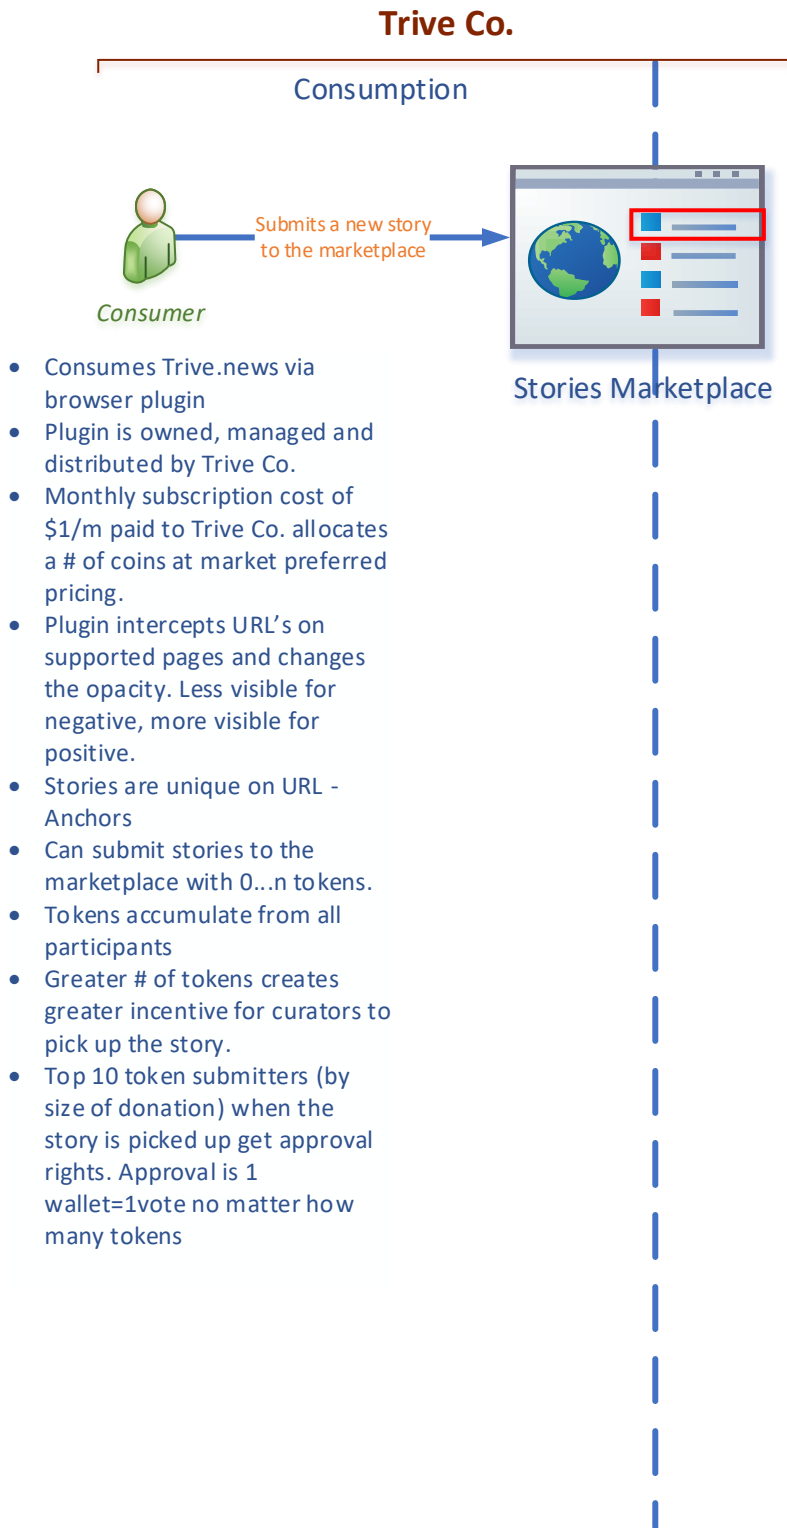 Trive Co.
Consumption
Submits a new story
to the marketplace
Consumer
Stories Marketplace
• Consumes Trive.news via
browser plugin
• Plugin is owned, managed and
distributed by Trive Co.
• Monthly subscription cost of
$1/m paid to Trive Co. allocates
a # of coins at market preferred
pricing.
• Plugin intercepts URL’s on
supported pages and changes
the opacity. Less visible for
negative, more visible for
positive.
• Stories are unique on URL -
Anchors
• Can submit stories to the
marketplace with 0...n tokens.
• Tokens accumulate from all
participants
• Greater # of tokens creates
greater incentive for curators to
pick up the story.
• Top 10 token submitters (by
size of donation) when the
story is picked up get approval
rights. Approval is 1
wallet=1vote no matter how
many tokens